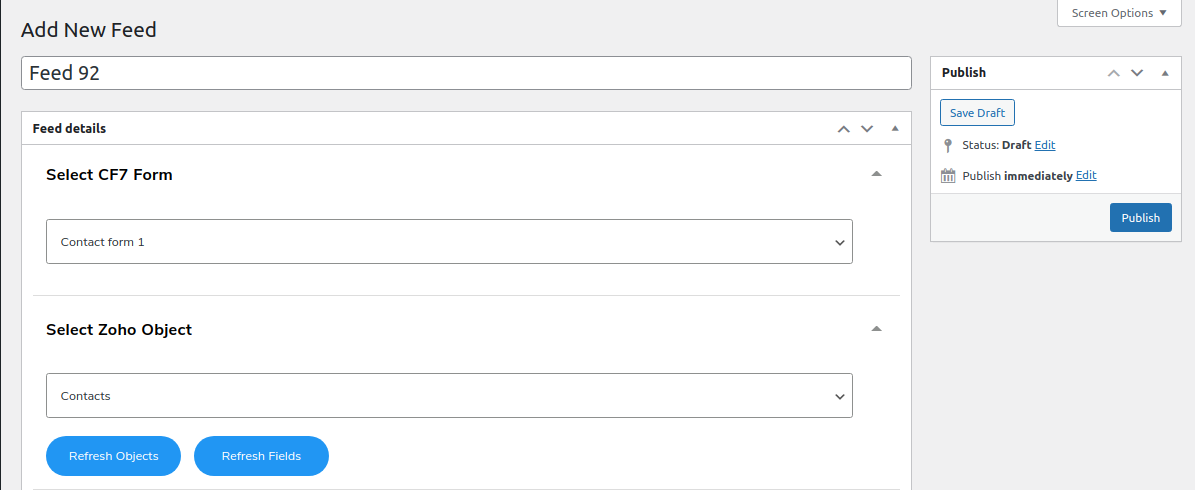 Screen Options
Add New Feed
Feed 92
Feed details
Select CF7 Form
Contact form 1
Select Zoho Object
Contacts
Refresh Objects Refresh Fields
Publish
Save Draft
Status: Draft Edit
Publish immediately Edit
Publish